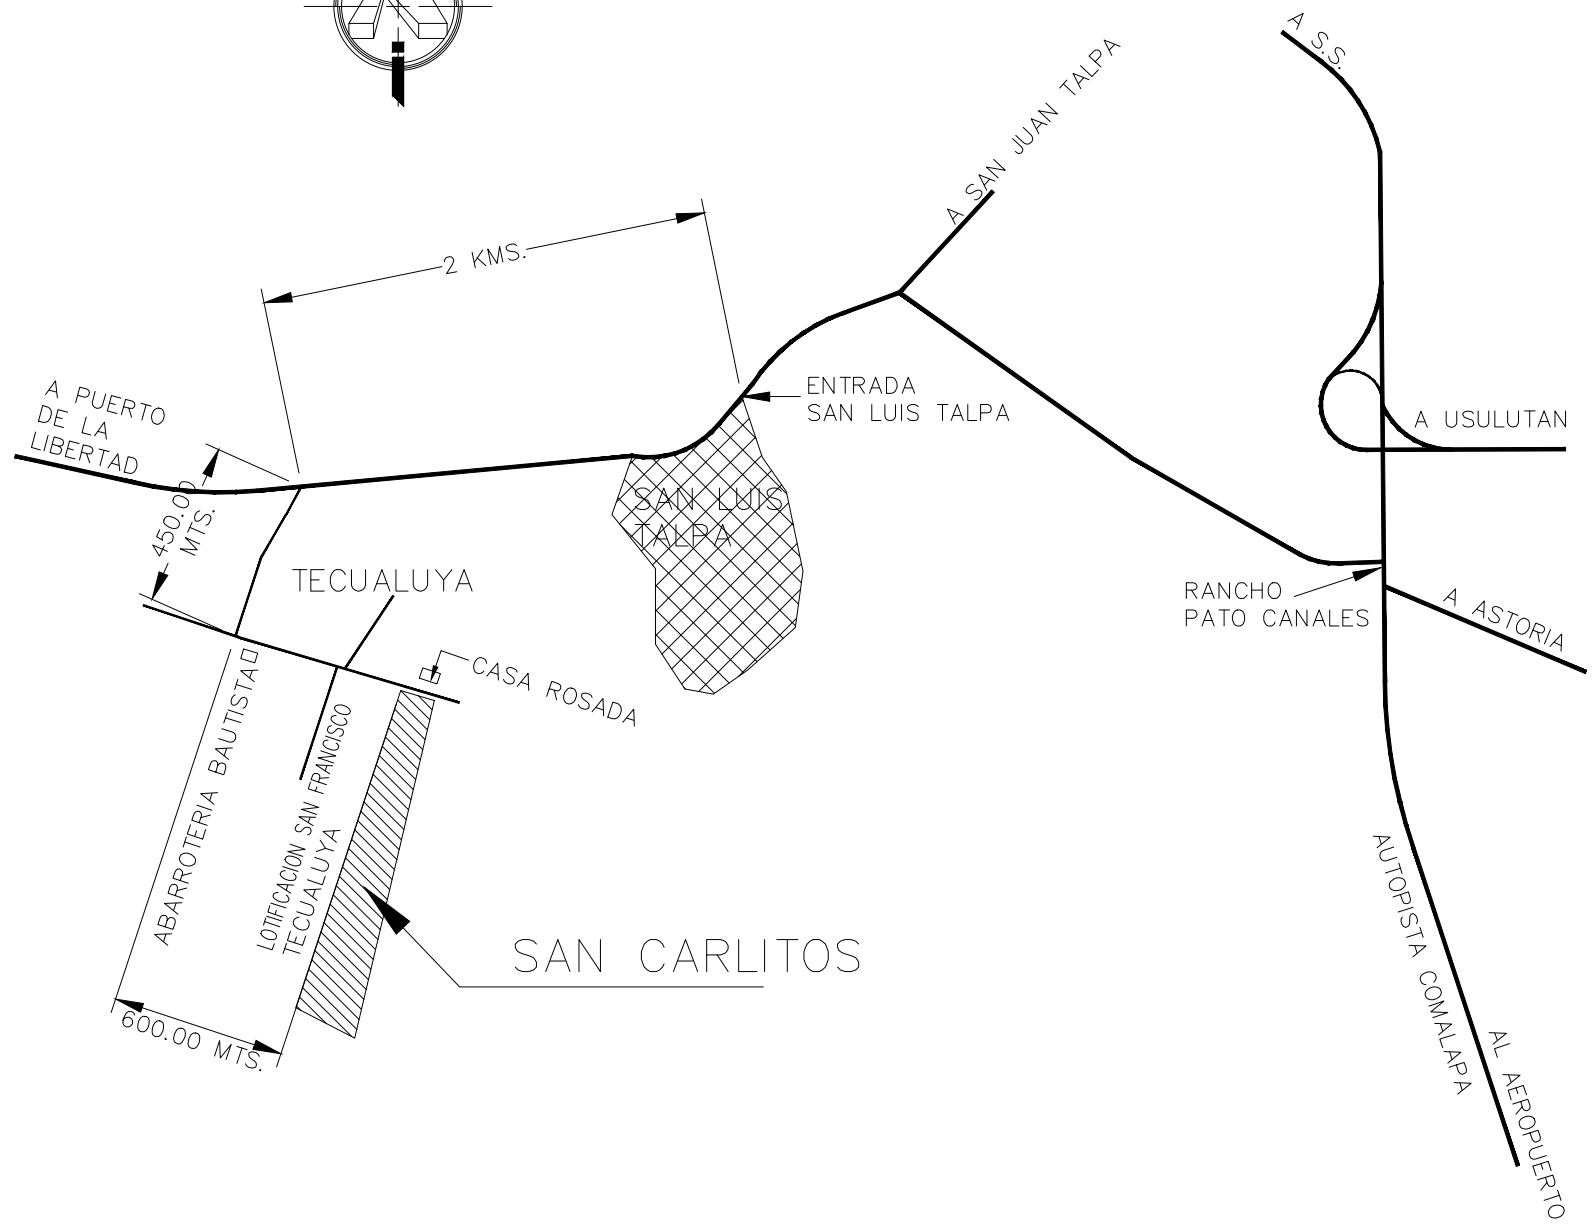 A S.S.
A SAN JUAN TALPA
2 KMS.
A PUERTO
DE LA
LIBERTAD
ENTRADA
SAN LUIS TALPA
A USULUTAN
450.00
MTS.
SAN LUIS
TALPA
TECUALUYA
RANCHO
PATO CANALES
A ASTORIA
CASA ROSADA
ABARROTERIA BAUTISTA
LOTIFICACION SAN FRANCISCO
TECUALUYA
SAN CARLITOS
600.00 MTS.
AUTOPISTA COMALAPA
AL AEROPUERTO